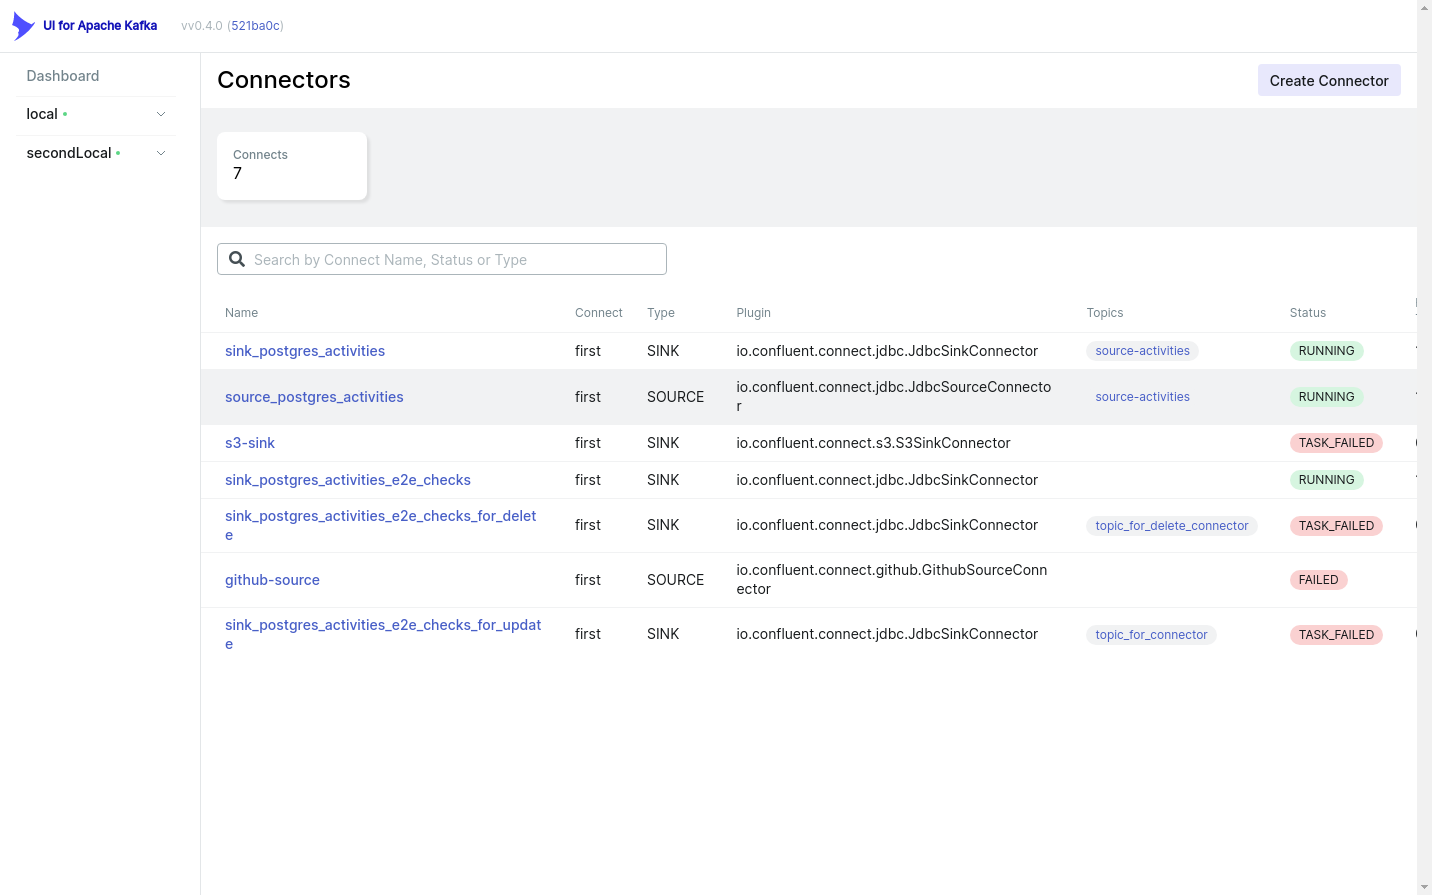 UI for Apache Kafka vv0.4.0 (521ba0c)
Dashboard
local
secondLocal
Connectors
Create Connector
Connects
7
Search by Connect Name, Status or Type
Name Connect Type Plugin Topics Status
sink_postgres_activities first SINK io.confluent.connect.jdbc.JdbcSinkConnector source-activities RUNNING
source_postgres_activities first SOURCE io.confluent.connect.jdbc.JdbcSourceConnecto
r source-activities RUNNING
s3-sink first SINK io.confluent.connect.s3.S3SinkConnector TASK_FAILED
sink_postgres_activities_e2e_checks first SINK io.confluent.connect.jdbc.JdbcSinkConnector RUNNING
sink_postgres_activities_e2e_checks_for_delet
e first SINK io.confluent.connect.jdbc.JdbcSinkConnector topic_for_delete_connector TASK_FAILED
github-source first SOURCE io.confluent.connect.github.GithubSourceConn
ector FAILED
sink_postgres_activities_e2e_checks_for_updat
e first SINK io.confluent.connect.jdbc.JdbcSinkConnector topic_for_connector TASK_FAILED